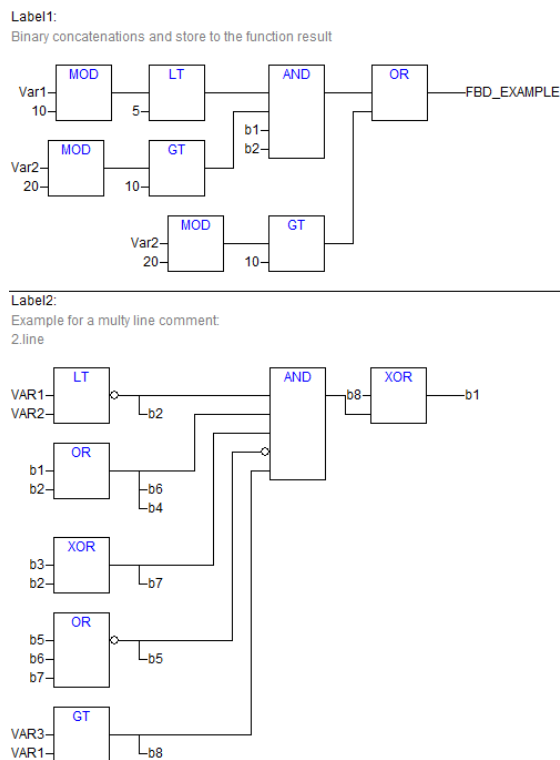 Label1:
Binary concatenations and store to the function result
MOD LT AND OR
Var1 FBD_EXAMPLE
10 5
b1
MOD GT b2
Var2
20 10
MOD GT
Var2
20 10
Label2:
Example for a multy line comment:
2.line
LT AND XOR
VAR1 b8 b1
VAR2 b2
OR
b1
b2 b6
b4
XOR
b3
b2 b7
OR
b5
b6 b5
b7
GT
VAR3
VAR1 b8